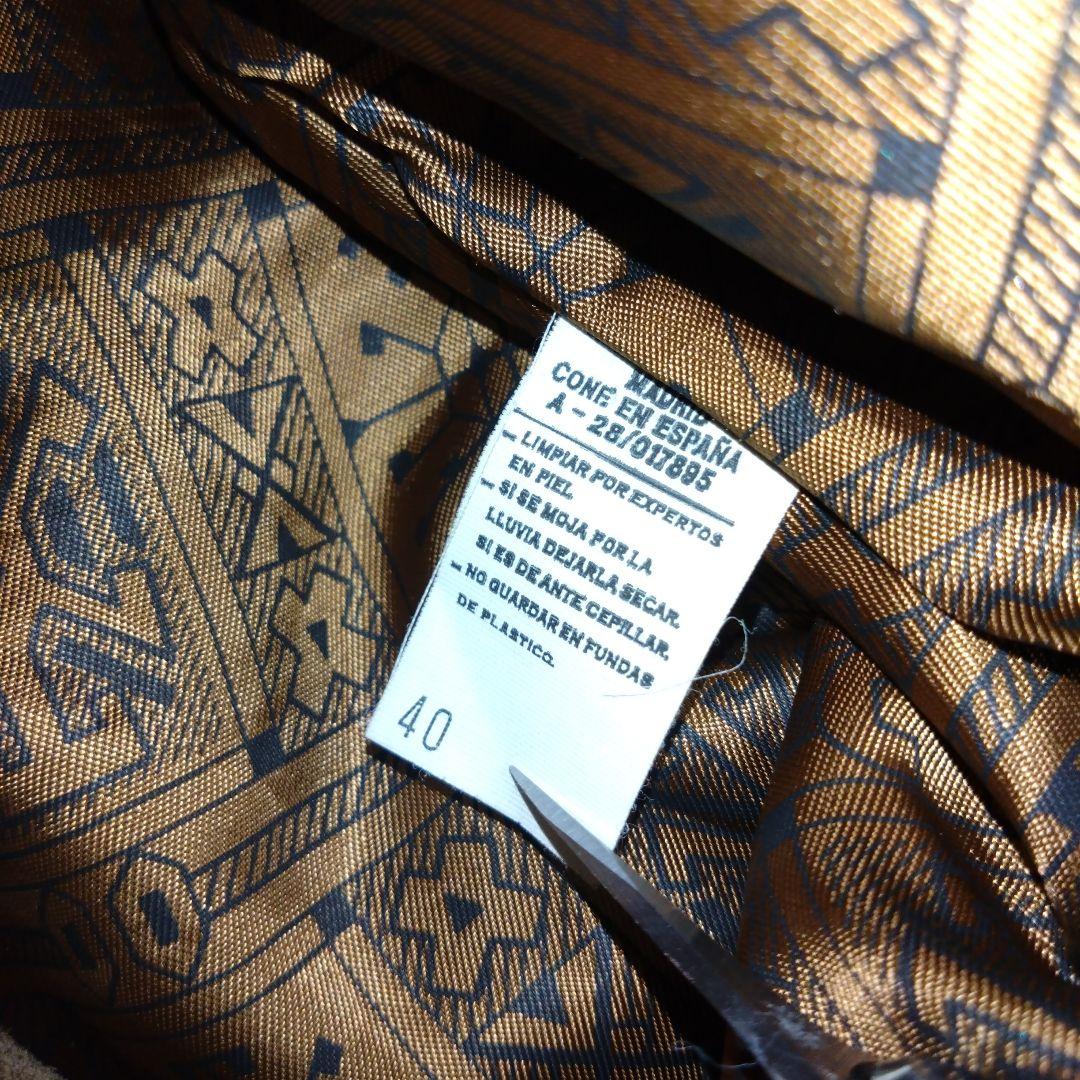 MADRID
CONF. EN ESPAÑA
A - 28/017895
- LIMPIAR POR EXPERTOS
EN PIEL
- SI SE MOJA POR LA
LLUVIA DEJARLA SECAR.
SI ES DE ANTE CEPILLAR.
- NO GUARDAR EN FUNDAS
DE PLASTICO.
40